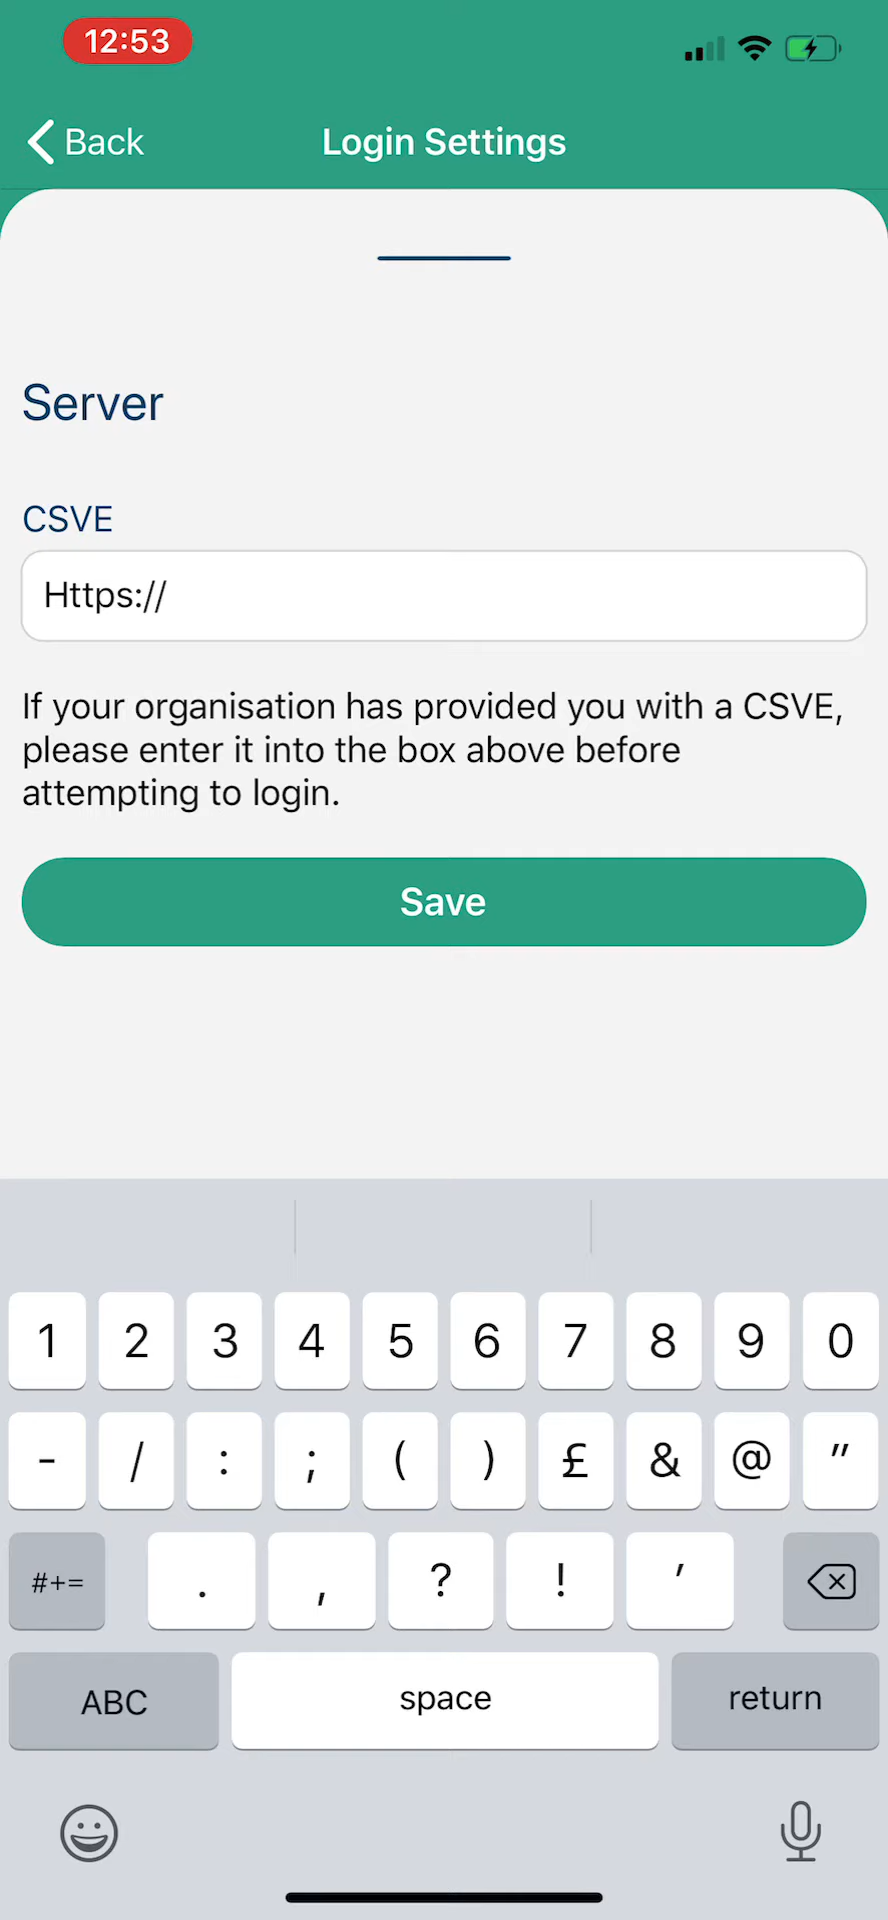 12:53
Back
Login Settings
Server
CSVE
Https://
If your organisation has provided you with a CSVE,
please enter it into the box above before
attempting to login.
Save
1 2 3 4 5 6 7 8 9 0
- / : ; ( ) £ & @ "
#+= . , ? ! '
ABC space return